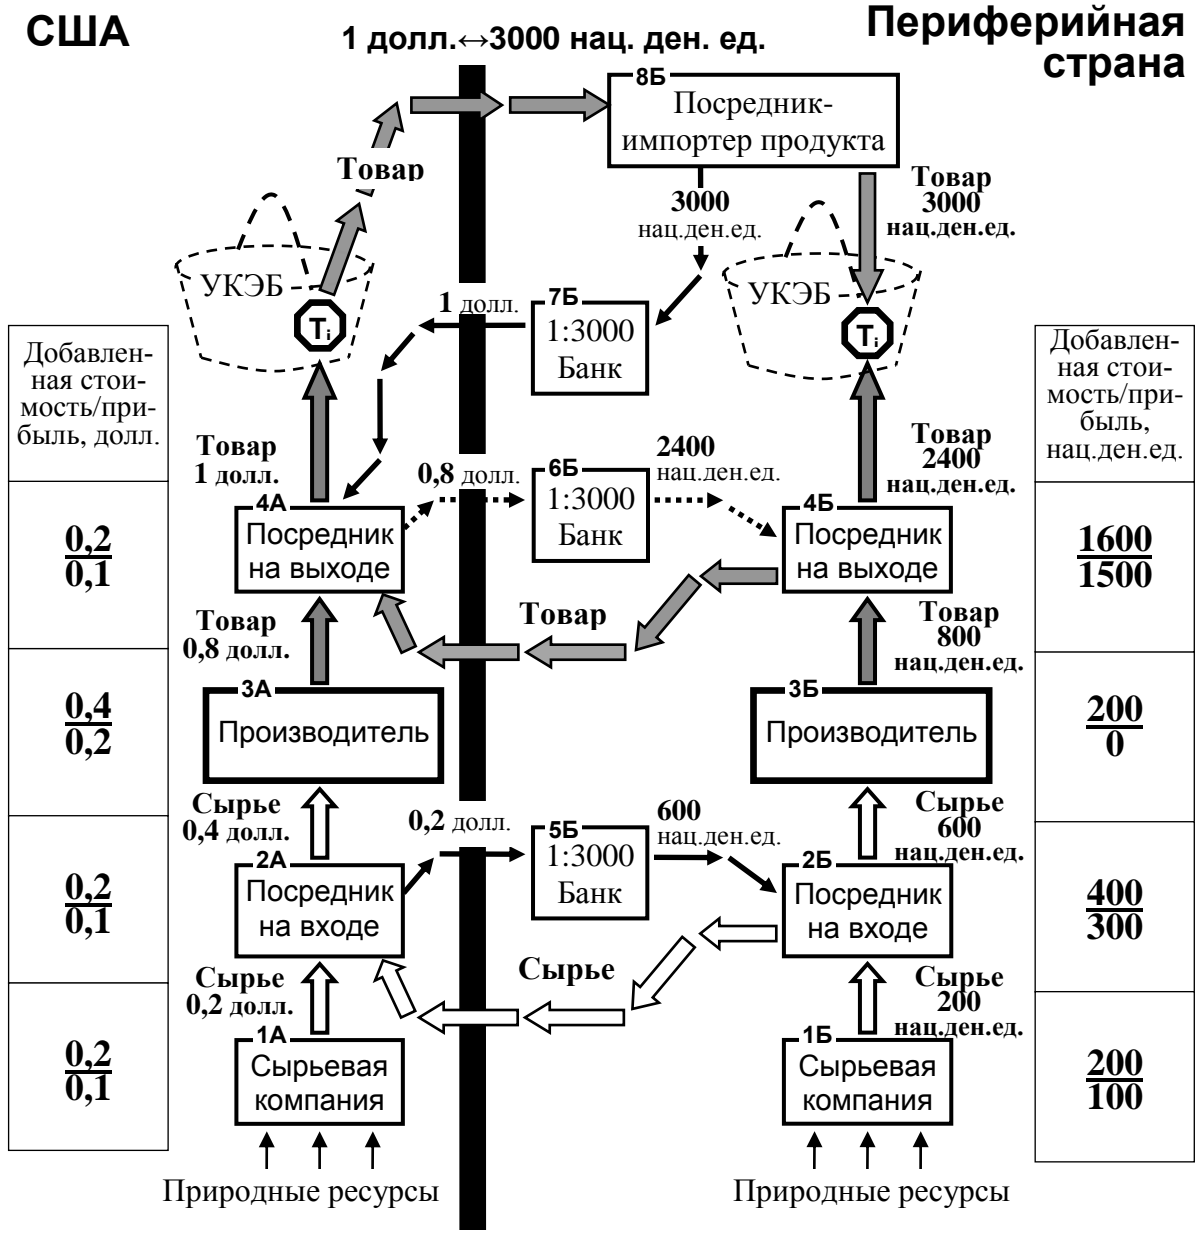 США
1 долл.↔3000 нац. ден. ед.
Периферийная
страна
8Б
Посредник-
импортер продукта
Товар
3000
нац.ден.ед.
Товар
3000
нац.ден.ед.
УКЭБ
Тi
1 долл.
7Б
1:3000
Банк
УКЭБ
Тi
Добавлен-
ная стои-
мость/при-
быль, долл.
Добавлен-
ная стои-
мость/при-
быль,
нац.ден.ед.
Товар
1 долл.
0,8 долл.
6Б
1:3000
Банк
2400
нац.ден.ед.
Товар
2400
нац.ден.ед.
0,2
0,1
4А
Посредник
на выходе
4Б
Посредник
на выходе
1600
1500
Товар
0,8 долл.
Товар
Товар
800
нац.ден.ед.
0,4
0,2
3А
Производитель
3Б
Производитель
200
0
Сырье
0,4 долл.
0,2 долл.
5Б
1:3000
Банк
600
нац.ден.ед.
Сырье
600
нац.ден.ед.
0,2
0,1
2А
Посредник
на входе
2Б
Посредник
на входе
400
300
Сырье
0,2 долл.
Сырье
Сырье
200
нац.ден.ед.
0,2
0,1
1А
Сырьевая
компания
1Б
Сырьевая
компания
200
100
Природные ресурсы
Природные ресурсы